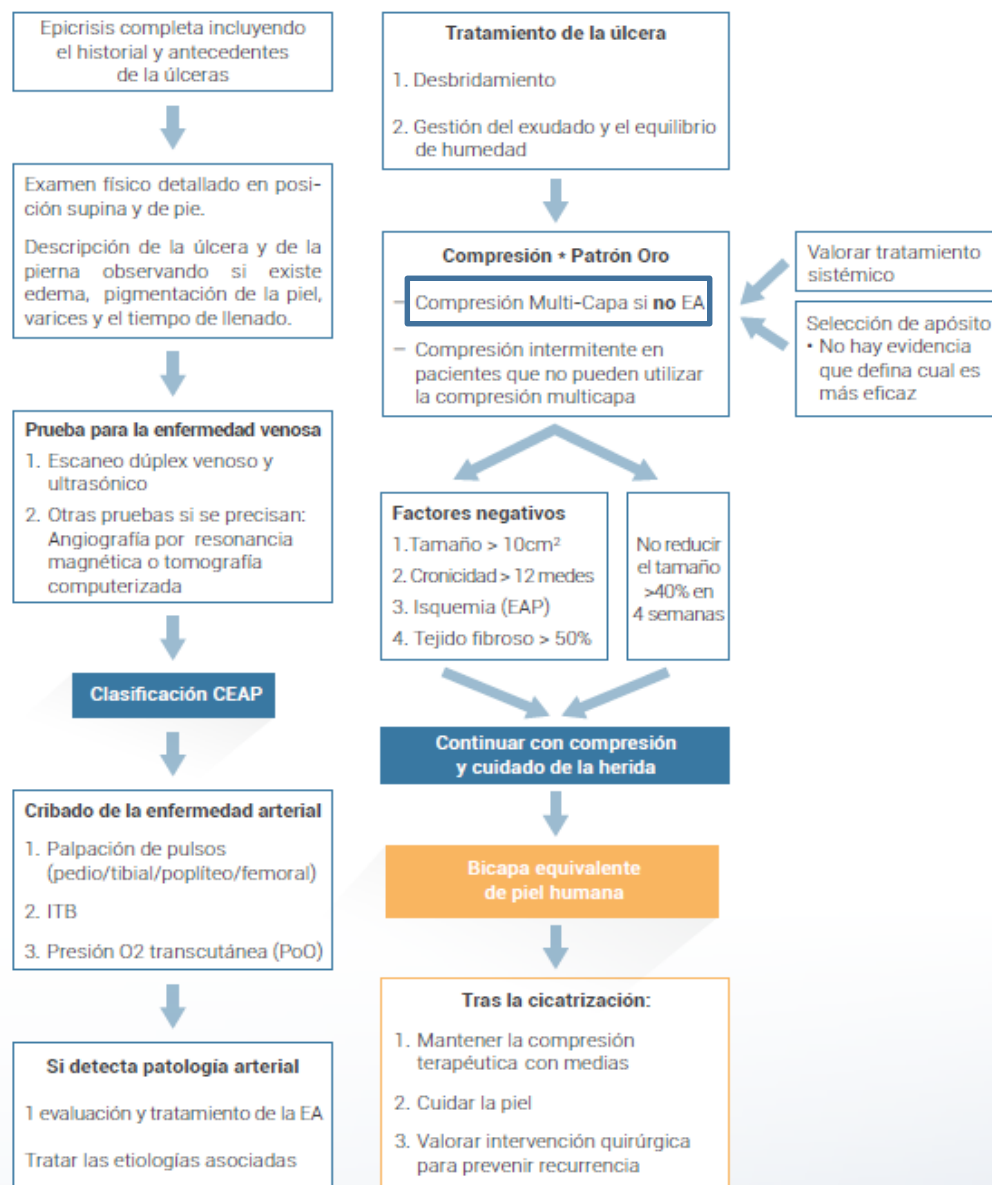 Epicrisis completa incluyendo
el historial y antecedentes
de la úlceras
Examen físico detallado en posi-
ción supina y de pie.
Descripción de la úlcera y de la
pierna observando si existe
edema, pigmentación de la piel,
varices y el tiempo de llenado.
Prueba para la enfermedad venosa
1. Escaneo dúplex venoso y
ultrasónico
2. Otras pruebas si se precisan:
Angiografía por resonancia
magnética o tomografía
computerizada
Clasificación CEAP
Cribado de la enfermedad arterial
1. Palpación de pulsos
(pedio/tibial/poplíteo/femoral)
2. ITB
3. Presión O2 transcutánea (PoO)
Si detecta patología arterial
1 evaluación y tratamiento de la EA
Tratar las etiologías asociadas
Tratamiento de la úlcera
1. Desbridamiento
2. Gestión del exudado y el equilibrio
de humedad
Compresión * Patrón Oro
– Compresión Multi-Capa si no EA
– Compresión intermitente en
pacientes que no pueden utilizar
la compresión multicapa
Valorar tratamiento
sistémico
Selección de apósito
• No hay evidencia
que defina cual es
más eficaz
Factores negativos
1.Tamaño > 10cm²
2. Cronicidad > 12 medes
3. Isquemia (EAP)
4. Tejido fibroso > 50%
No reducir
el tamaño
>40% en
4 semanas
Continuar con compresión
y cuidado de la herida
Bicapa equivalente
de piel humana
Tras la cicatrización:
1. Mantener la compresión
terapéutica con medias
2. Cuidar la piel
3. Valorar intervención quirúrgica
para prevenir recurrencia